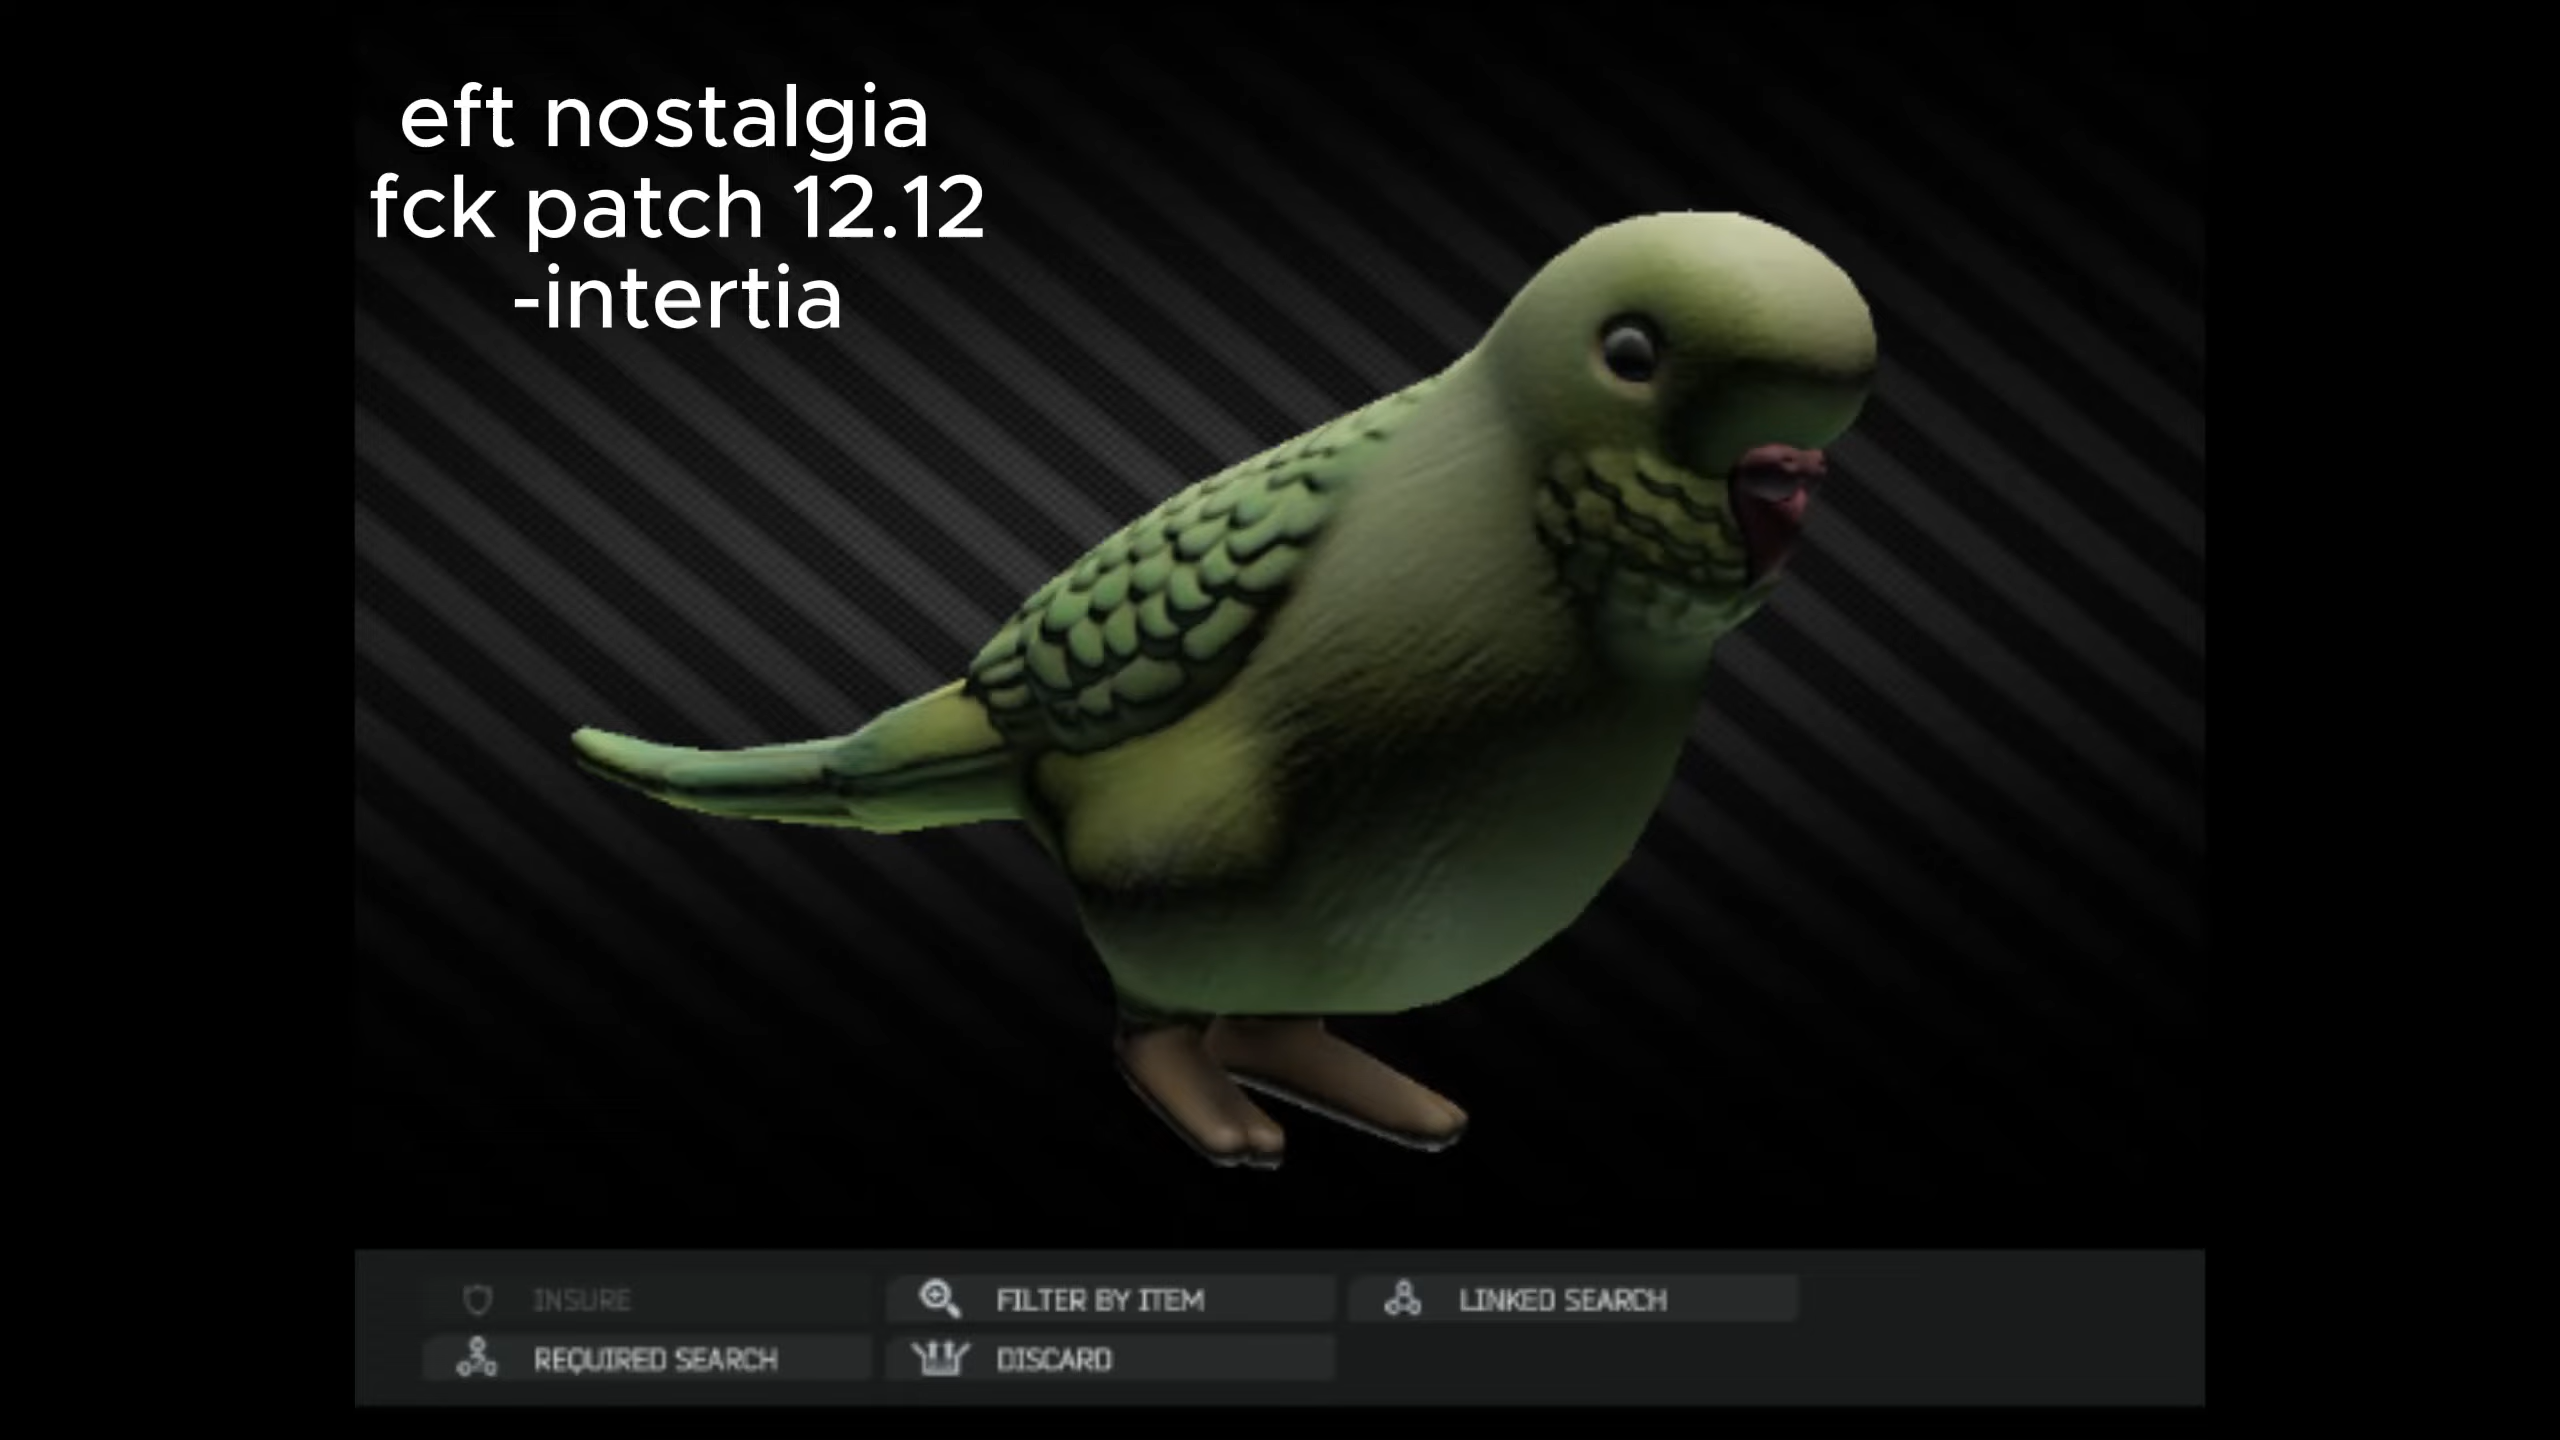 eft nostalgia
fck patch 12.12
-intertia
INSURE
FILTER BY ITEM
LINKED SEARCH
REQUIRED SEARCH
DISCARD